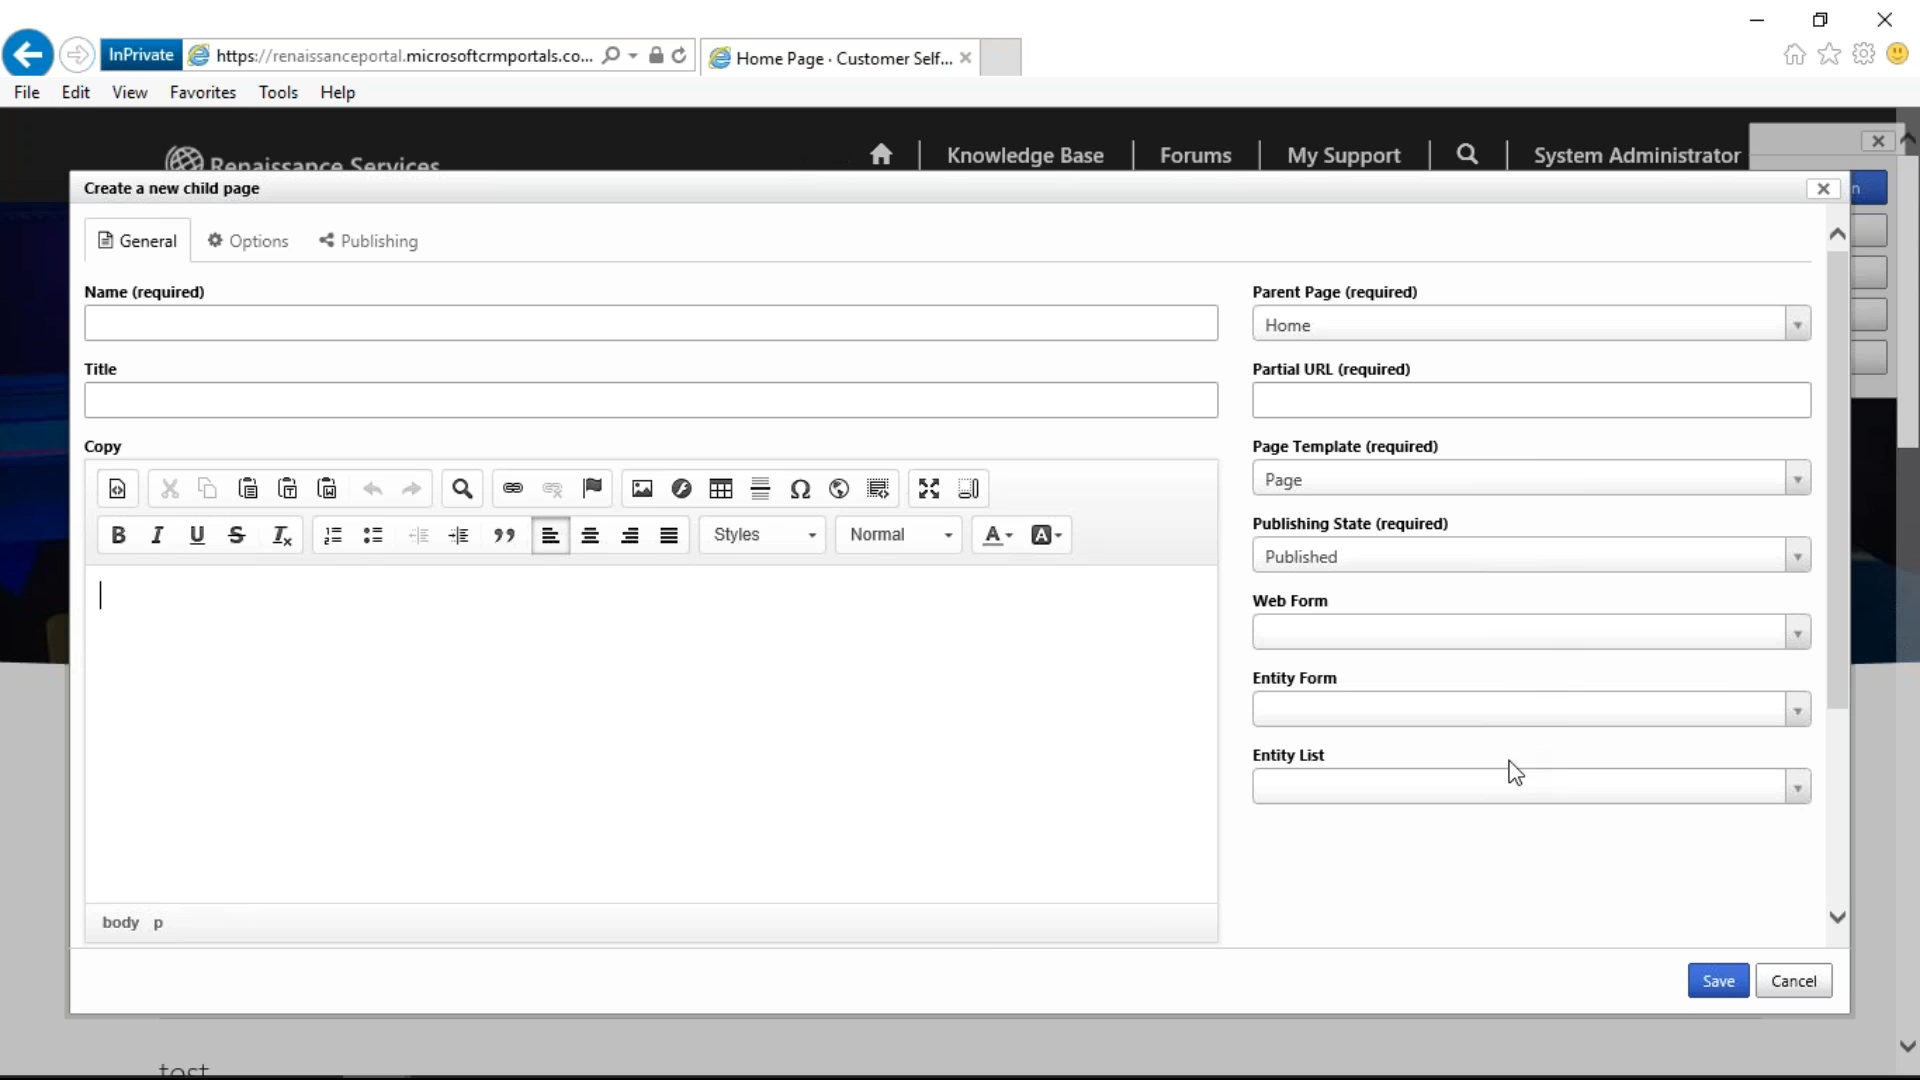 InPrivate https://renaissanceportal.microsoftcrmportals.co... Home Page · Customer Self...
File Edit View Favorites Tools Help
Renaissance Services Knowledge Base Forums My Support System Administrator
Create a new child page
General Options Publishing
Name (required)
Parent Page (required)
Home
Title
Partial URL (required)
Copy
Page Template (required)
Page
B I U S Ix Styles Normal A A
Publishing State (required)
Published
Web Form
Entity Form
Entity List
body p
Save Cancel
test